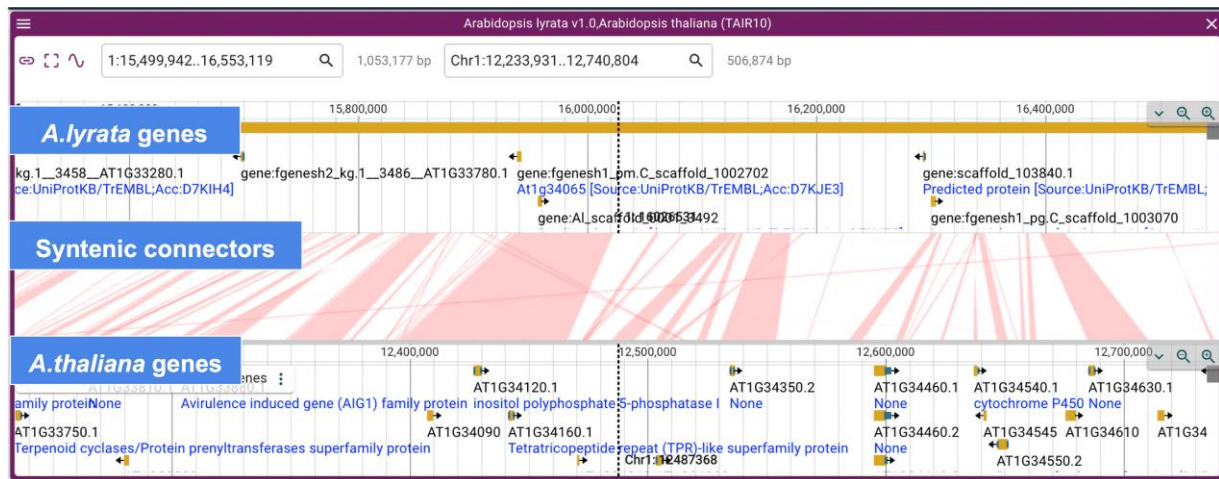 Arabidopsis lyrata v1.0,Arabidopsis thaliana (TAIR10)
1:15,499,942..16,553,119 1,053,177 bp Chr1:12,233,931..12,740,804 506,874 bp
15,800,000 16,000,000 16,200,000 16,400,000
A.lyrata genes
kg.1__3458__AT1G33280.1 gene:fgenesh2_kg.1__3486__AT1G33780.1 gene:fgenesh1_pm.C_scaffold_1002702 gene:scaffold_103840.1
ce:UniProtKB/TrEMBL;Acc:D7KIH4] At1g34065 [Source:UniProtKB/TrEMBL;Acc:D7KJE3] Predicted protein [Source:UniProtKB/TrEMBL;
gene:fgenesh1_pg.C_scaffold_1003070
Syntenic connectors
A.thaliana genes
12,400,000 12,500,000 12,600,000 12,700,000
enes
AT1G34120.1 AT1G34350.2 AT1G34460.1 AT1G34540.1 AT1G34630.1
amily protein None Avirulence induced gene (AIG1) family protein inositol polyphosphate 5-phosphatase I None None cytochrome P450 None
AT1G33750.1 AT1G34090 AT1G34160.1 AT1G34460.2 AT1G34545 AT1G34610 AT1G34
Terpenoid cyclases/Protein prenyltransferases superfamily protein Tetratricopeptide repeat (TPR)-like superfamily protein None
Chr1:12487368 AT1G34550.2